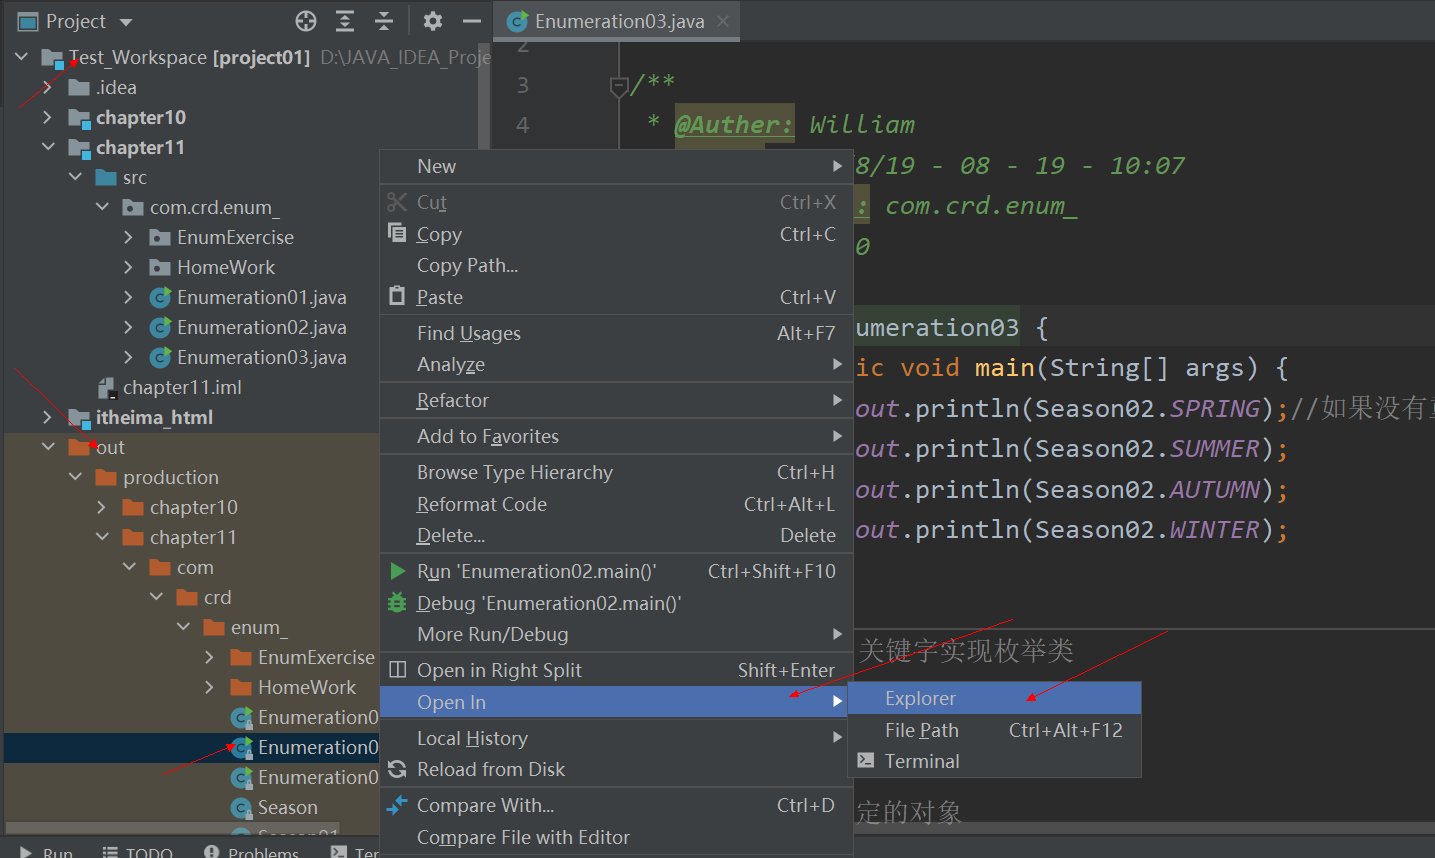 Project
Test_Workspace [project01] D:\JAVA_IDEA_Proje
.idea
chapter10
chapter11
src
com.crd.enum_
EnumExercise
HomeWork
Enumeration01.java
Enumeration02.java
Enumeration03.java
chapter11.iml
itheima_html
out
production
chapter10
chapter11
com
crd
enum_
EnumExercise
HomeWork
Enumeration0
Enumeration0
Enumeration0
Season
Season01
Run
TODO
Problems
Ter
Enumeration03.java
2
3 /**
4 * @Auther: William
8/19 - 08 - 19 - 10:07
: com.crd.enum_
0
umeration03 {
ic void main(String[] args) {
out.println(Season02.SPRING);//如果没有
out.println(Season02.SUMMER);
out.println(Season02.AUTUMN);
out.println(Season02.WINTER);
关键字实现枚举类
定的对象
New
Cut Ctrl+X
Copy Ctrl+C
Copy Path...
Paste Ctrl+V
Find Usages Alt+F7
Analyze
Refactor
Add to Favorites
Browse Type Hierarchy Ctrl+H
Reformat Code Ctrl+Alt+L
Delete... Delete
Run 'Enumeration02.main()' Ctrl+Shift+F10
Debug 'Enumeration02.main()'
More Run/Debug
Open in Right Split Shift+Enter
Open In
Local History
Reload from Disk
Compare With... Ctrl+D
Compare File with Editor
Explorer
File Path Ctrl+Alt+F12
Terminal